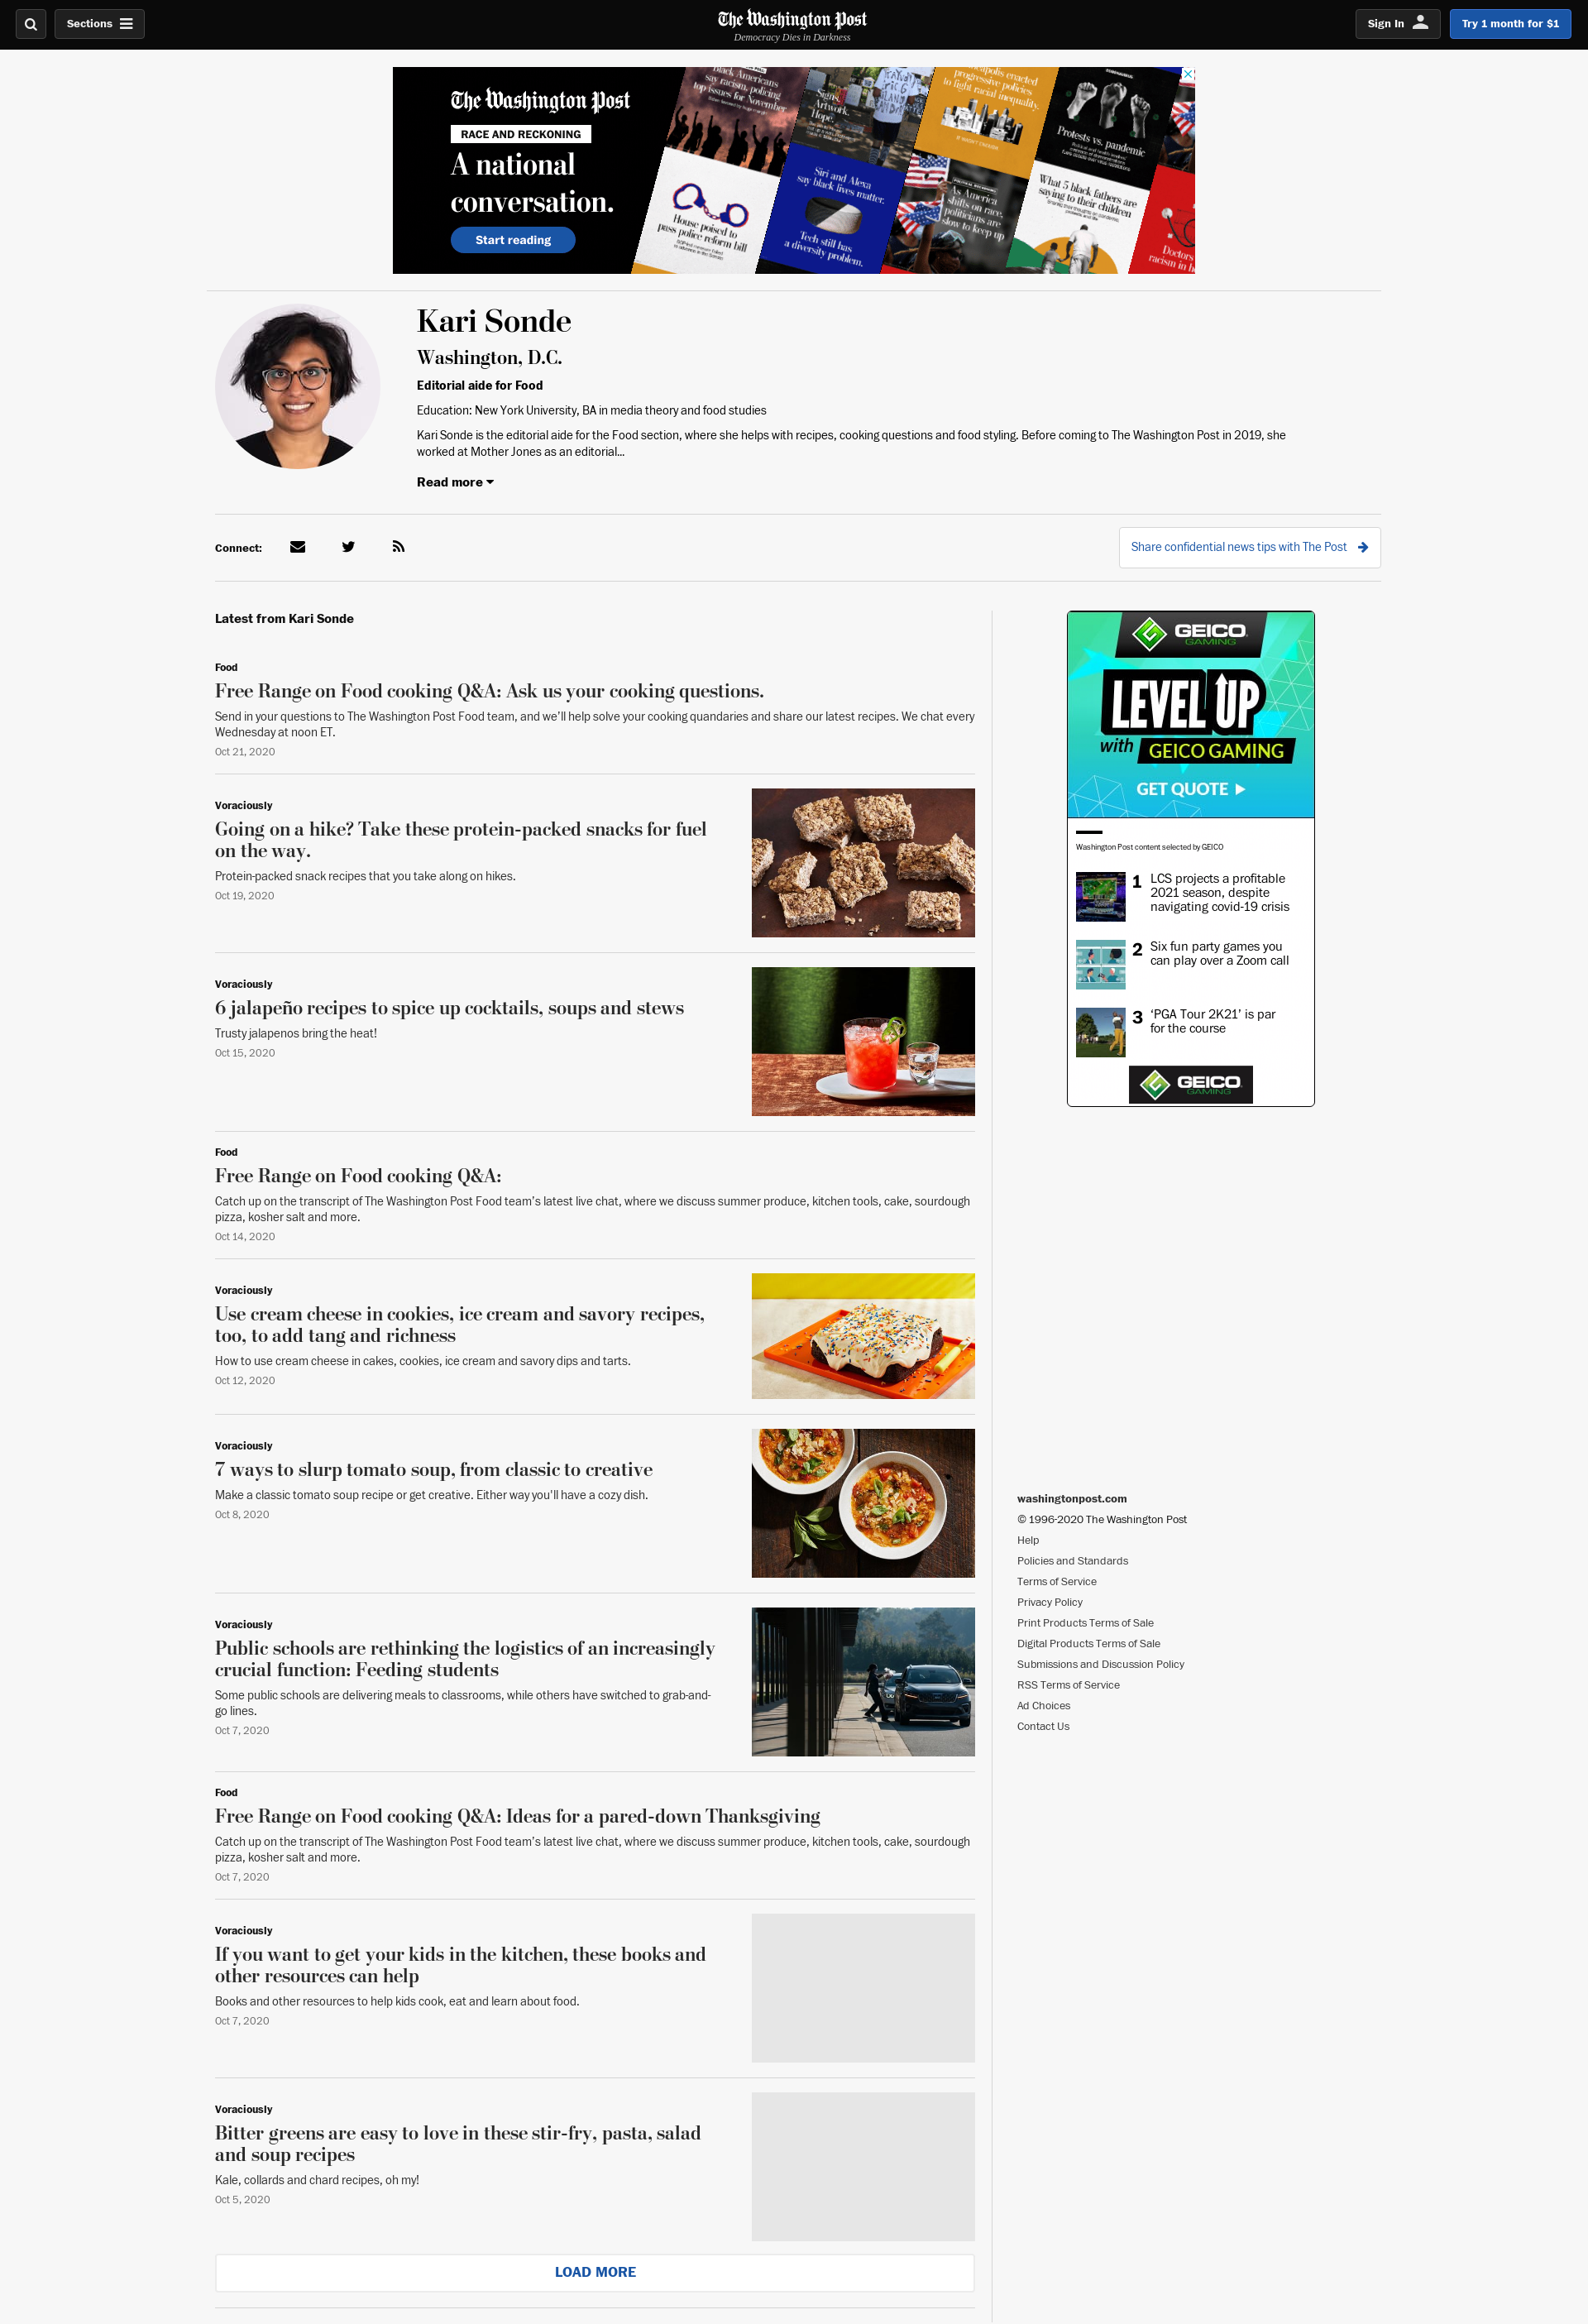 Sections
The Washington Post
Democracy Dies in Darkness
Sign In
Try 1 month for $1
The Washington Post
RACE AND RECKONING
A national
conversation.
Start reading
Black Americans
say racism, policing
top issues for November
Signs.
Artwork.
Hope.
progressive policies
to fight racial inequality.
Protests vs. pandemic
House poised to
pass police reform bill
Siri and Alexa
say black lives matter.
Tech still has
a diversity problem.
As America
shifts on race,
politicians are
slow to keep up
What 5 black fathers are
saying to their children
Doctors
racism in h
Kari Sonde
Washington, D.C.
Editorial aide for Food
Education: New York University, BA in media theory and food studies
Kari Sonde is the editorial aide for the Food section, where she helps with recipes, cooking questions and food styling. Before coming to The Washington Post in 2019, she
worked at Mother Jones as an editorial...
Read more
Connect:
Share confidential news tips with The Post
Latest from Kari Sonde
Food
Free Range on Food cooking Q&A: Ask us your cooking questions.
Send in your questions to The Washington Post Food team, and we’ll help solve your cooking quandaries and share our latest recipes. We chat every
Wednesday at noon ET.
Oct 21, 2020
Voraciously
Going on a hike? Take these protein-packed snacks for fuel
on the way.
Protein-packed snack recipes that you take along on hikes.
Oct 19, 2020
Voraciously
6 jalapeño recipes to spice up cocktails, soups and stews
Trusty jalapenos bring the heat!
Oct 15, 2020
Food
Free Range on Food cooking Q&A:
Catch up on the transcript of The Washington Post Food team’s latest live chat, where we discuss summer produce, kitchen tools, cake, sourdough
pizza, kosher salt and more.
Oct 14, 2020
Voraciously
Use cream cheese in cookies, ice cream and savory recipes,
too, to add tang and richness
How to use cream cheese in cakes, cookies, ice cream and savory dips and tarts.
Oct 12, 2020
Voraciously
7 ways to slurp tomato soup, from classic to creative
Make a classic tomato soup recipe or get creative. Either way you’ll have a cozy dish.
Oct 8, 2020
Voraciously
Public schools are rethinking the logistics of an increasingly
crucial function: Feeding students
Some public schools are delivering meals to classrooms, while others have switched to grab-and-
go lines.
Oct 7, 2020
Food
Free Range on Food cooking Q&A: Ideas for a pared-down Thanksgiving
Catch up on the transcript of The Washington Post Food team’s latest live chat, where we discuss summer produce, kitchen tools, cake, sourdough
pizza, kosher salt and more.
Oct 7, 2020
Voraciously
If you want to get your kids in the kitchen, these books and
other resources can help
Books and other resources to help kids cook, eat and learn about food.
Oct 7, 2020
Voraciously
Bitter greens are easy to love in these stir-fry, pasta, salad
and soup recipes
Kale, collards and chard recipes, oh my!
Oct 5, 2020
LOAD MORE
GEICO
GAMING
LEVEL UP
with GEICO GAMING
GET QUOTE
Washington Post content selected by GEICO
1 LCS projects a profitable
2021 season, despite
navigating covid-19 crisis
2 Six fun party games you
can play over a Zoom call
3 ‘PGA Tour 2K21’ is par
for the course
GEICO
GAMING
washingtonpost.com
© 1996-2020 The Washington Post
Help
Policies and Standards
Terms of Service
Privacy Policy
Print Products Terms of Sale
Digital Products Terms of Sale
Submissions and Discussion Policy
RSS Terms of Service
Ad Choices
Contact Us